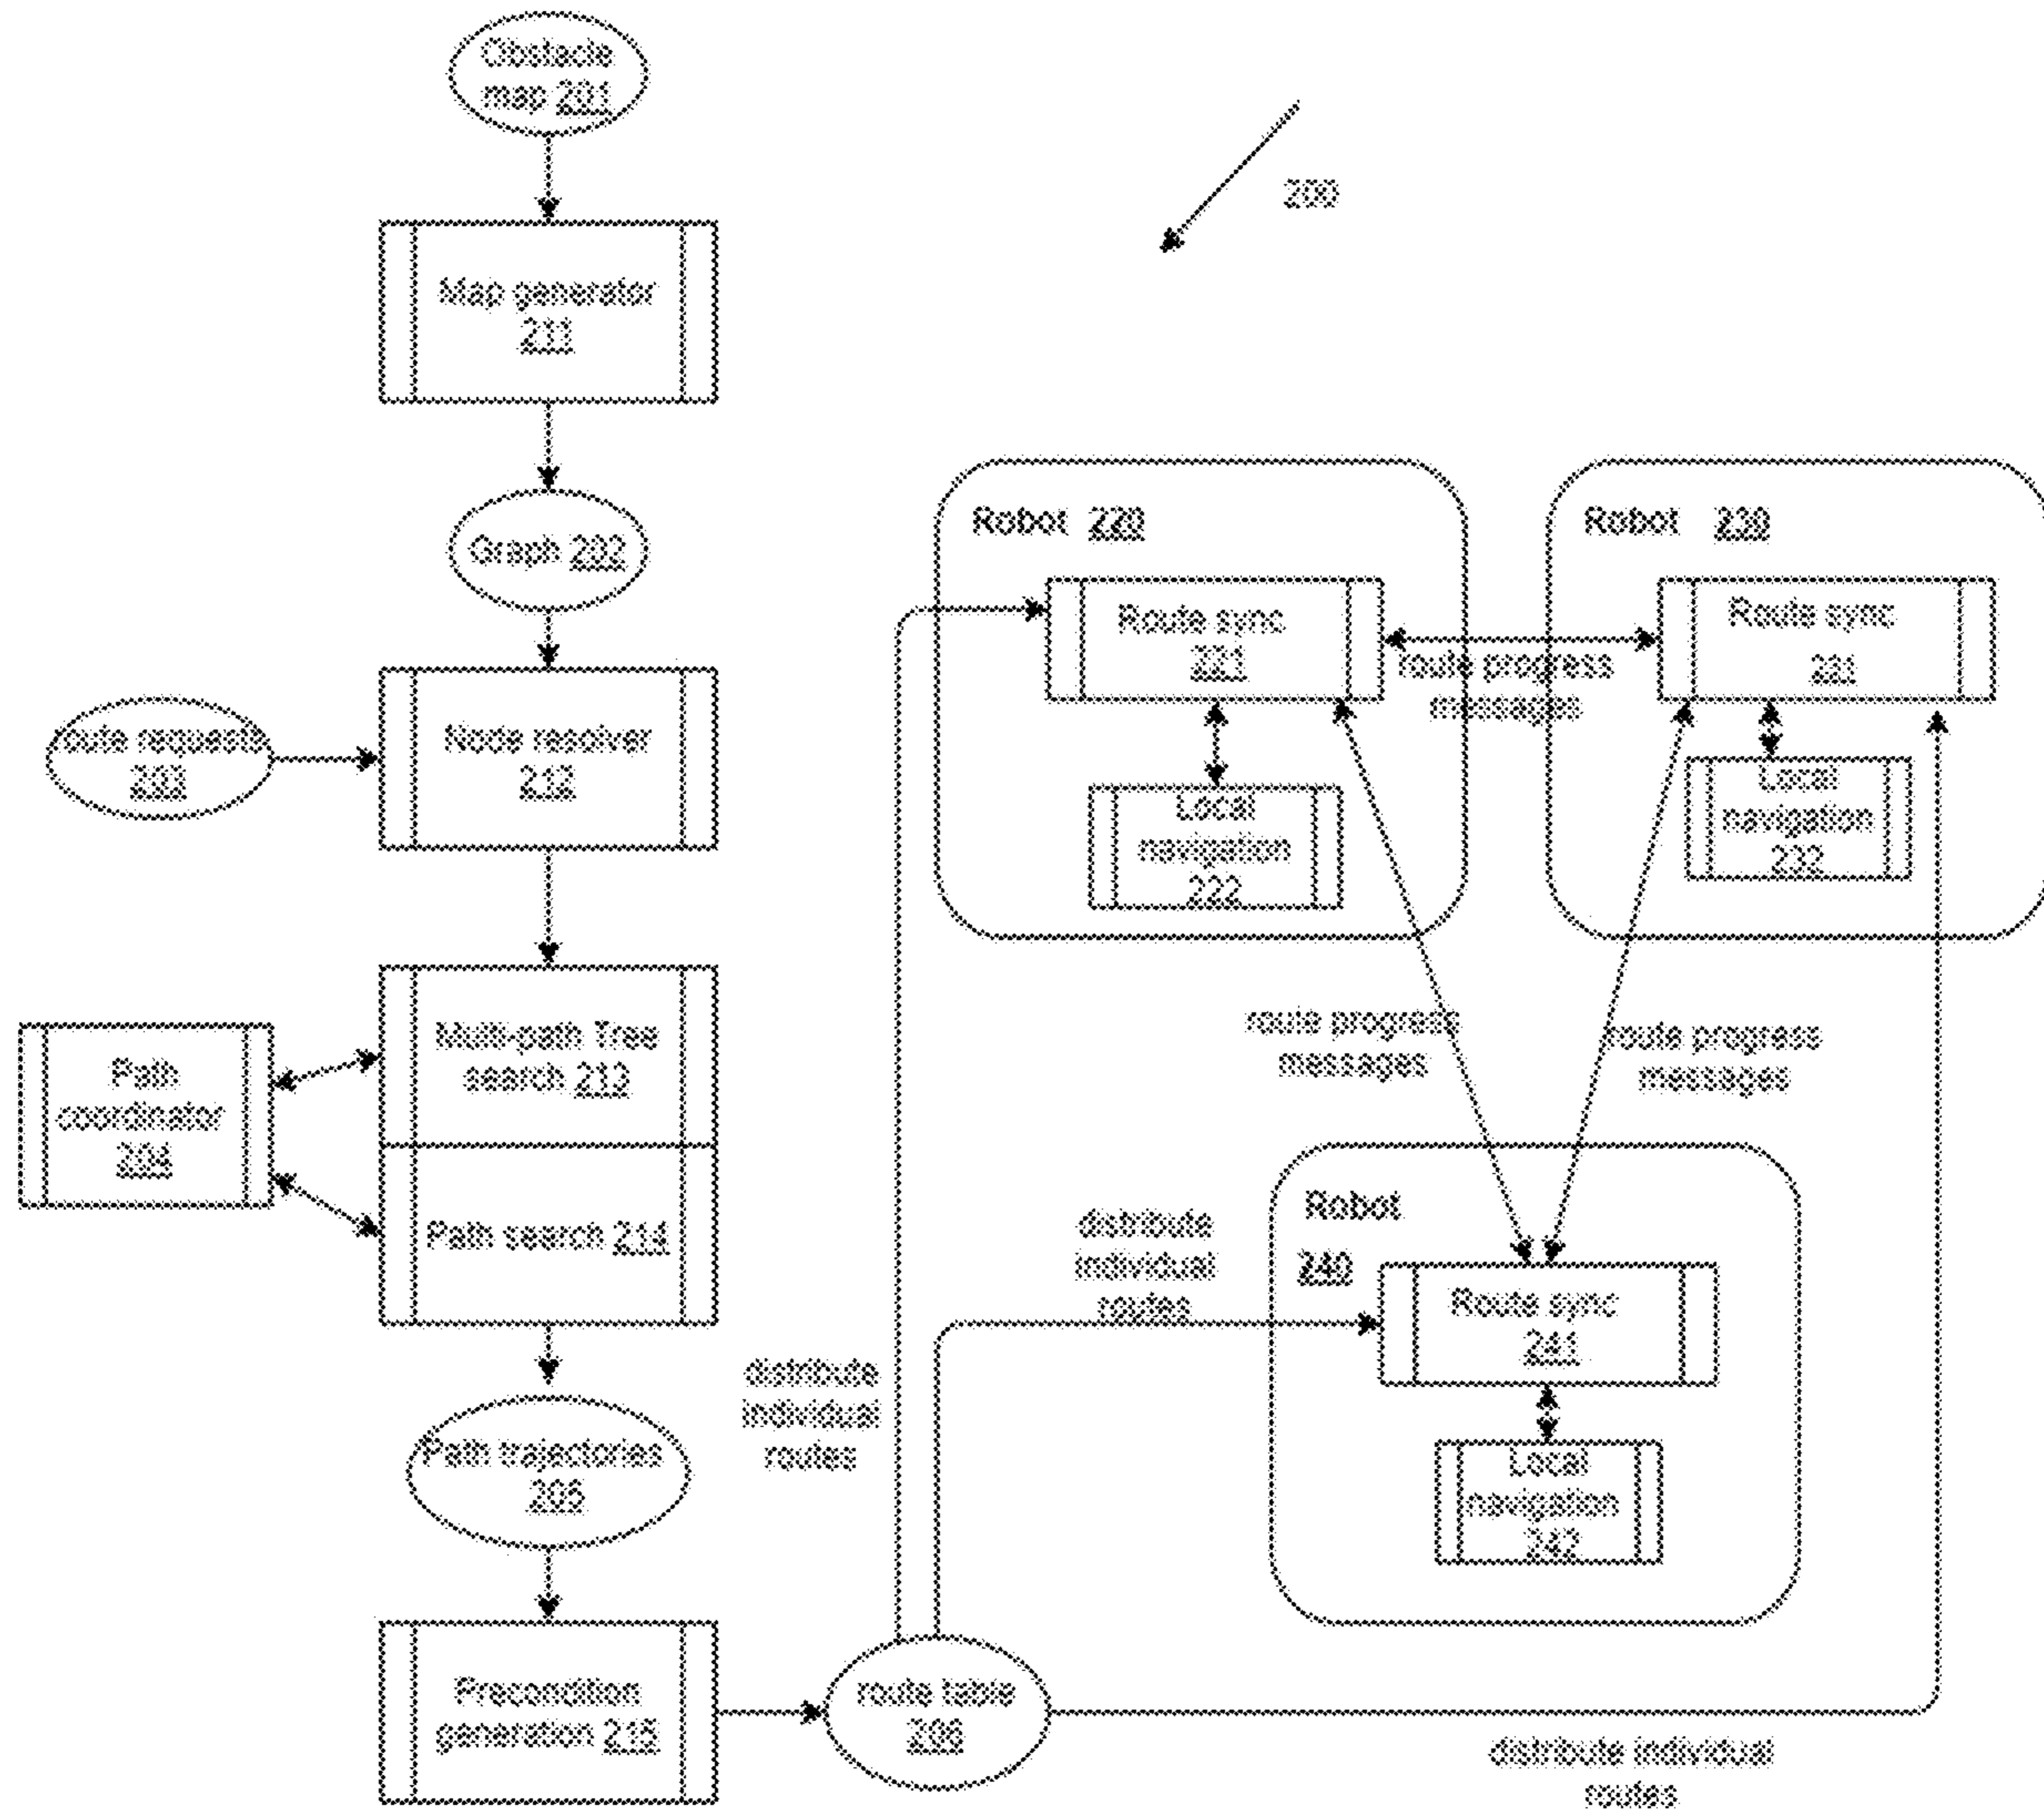 Obstacle
map 201
200
Map generator
211
Graph 202
Robot 220
Robot 230
Route sync
221
Route sync
231
route progress
messages
route requests
203
Node resolver
212
Local
navigation
222
Local
navigation
232
Multi-path Tree
search 213
Path
coordinator
204
Path search 214
route progress
messages
route progress
messages
Robot
240
distribute
individual
routes
Route sync
241
distribute
individual
routes
Local
navigation
242
Path trajectories
205
Precondition
generation 215
route table
206
distribute individual
routes